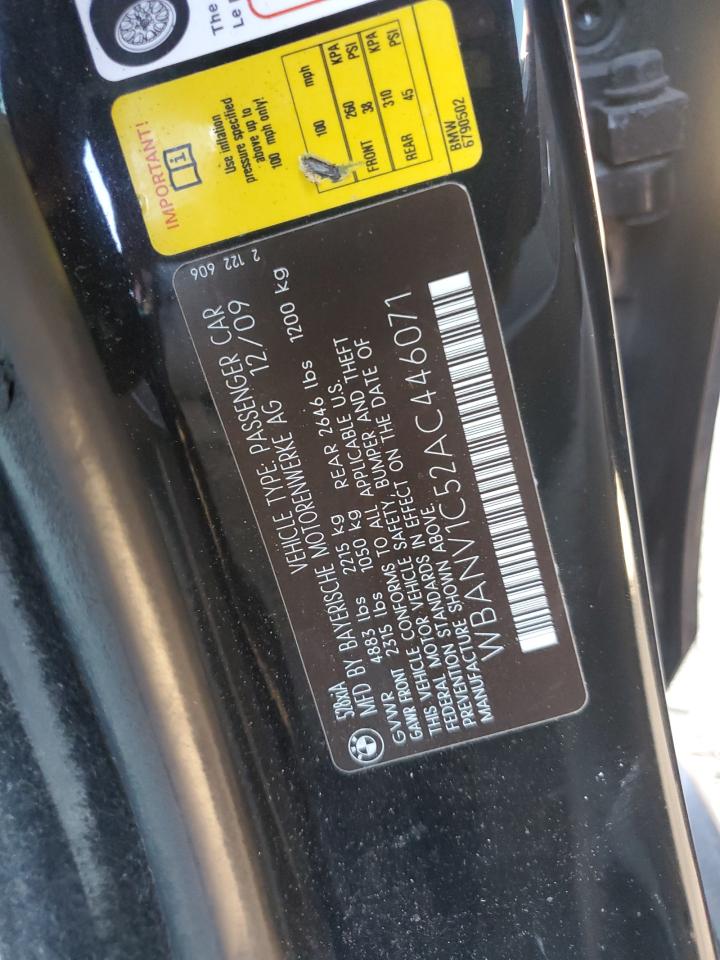 The
Le
IMPORTANT!
Use inflation
pressure specified
above up to
100 mph only!
mph KPA PSI KPA PSI
100 260 38 310 45
FRONT REAR
BMW
6790502
2 122 606
528xiA VEHICLE TYPE: PASSENGER CAR
MFD BY BAYERISCHE MOTORENWERKE AG 12/09
GVWR 4883 lbs 2215 kg
GAWR FRONT 2315 lbs 1050 kg REAR 2646 lbs 1200 kg
THIS VEHICLE CONFORMS TO ALL APPLICABLE U.S.
FEDERAL MOTOR VEHICLE SAFETY, BUMPER AND THEFT
PREVENTION STANDARDS IN EFFECT ON THE DATE OF
MANUFACTURE SHOWN ABOVE.
WBANV1C52AC446071
BMW